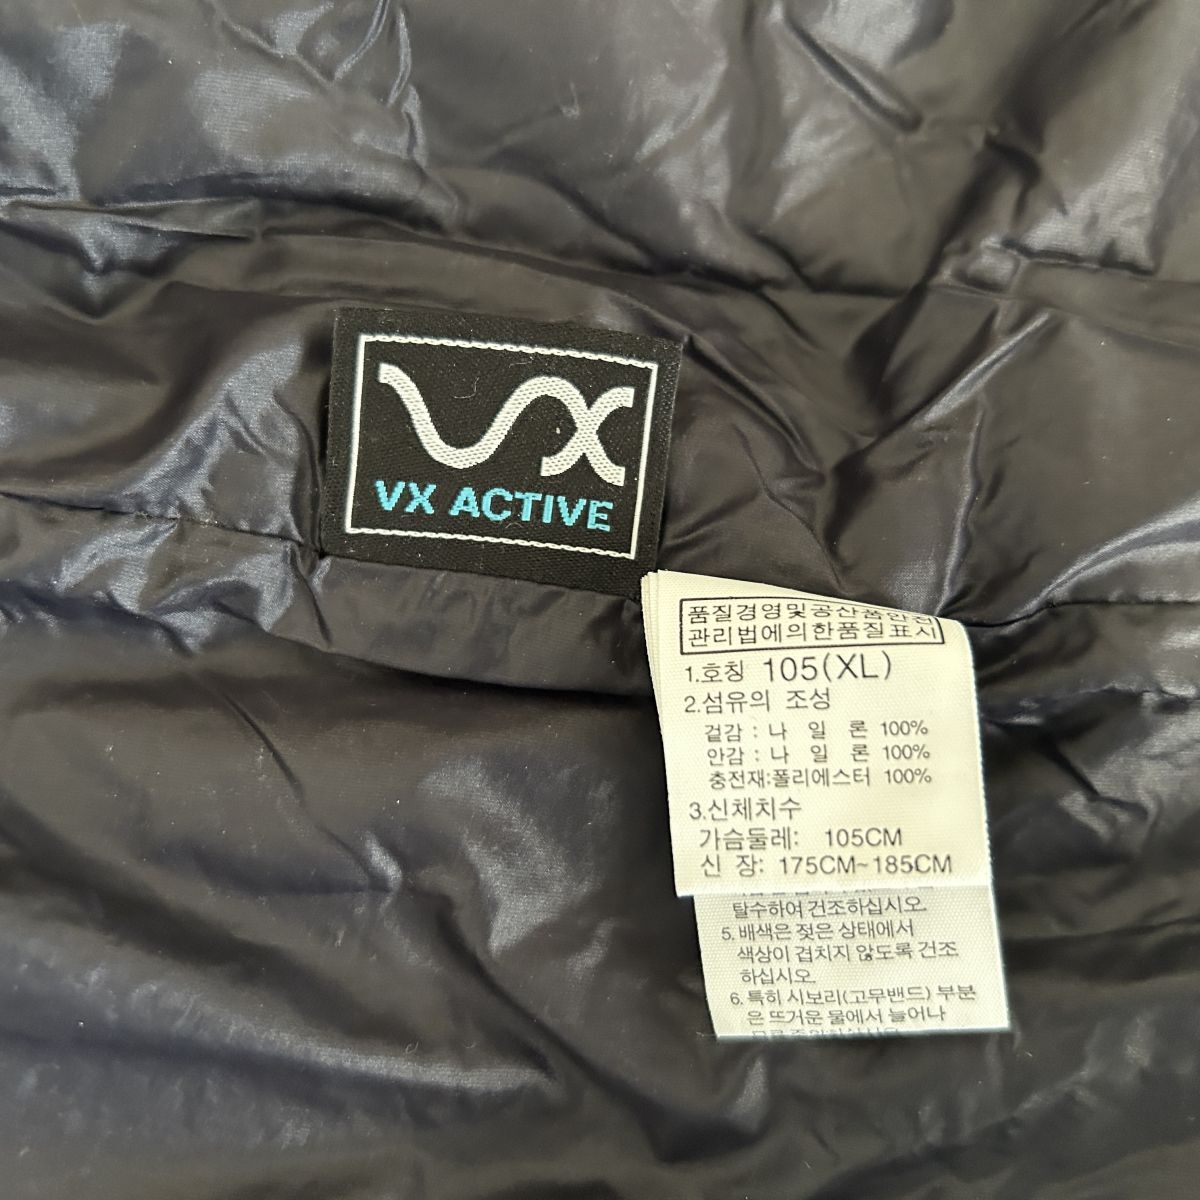 VX
VX ACTIVE
품질경영및공산품안전
관리법에의한품질표시
1.호칭 105(XL)
2.섬유의 조성
겉감 : 나 일 론 100%
안감 : 나 일 론 100%
충전재:폴리에스터 100%
3.신체치수
가슴둘레: 105CM
신 장: 175CM~185CM
탈수하여 건조하십시오.
5. 배색은 젖은 상태에서
색상이 겹치지 않도록 건조
하십시오.
6. 특히 시보리(고무밴드) 부분
은 뜨거운 물에서 늘어나